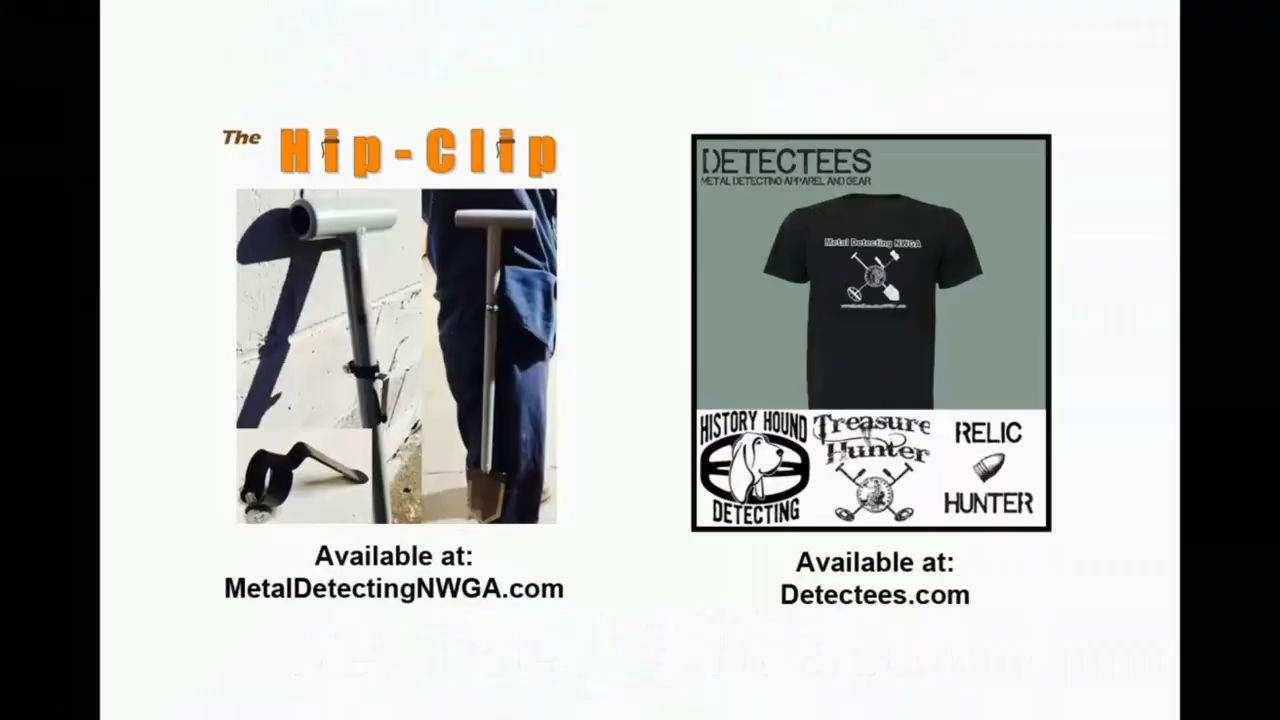 The Hip-Clip
Available at:
MetalDetectingNWGA.com
DETECTEES
METAL DETECTING APPAREL AND GEAR
Metal Detecting NWGA
HISTORY HOUND
DETECTING
Treasure
Hunter
RELIC
HUNTER
Available at:
Detectees.com